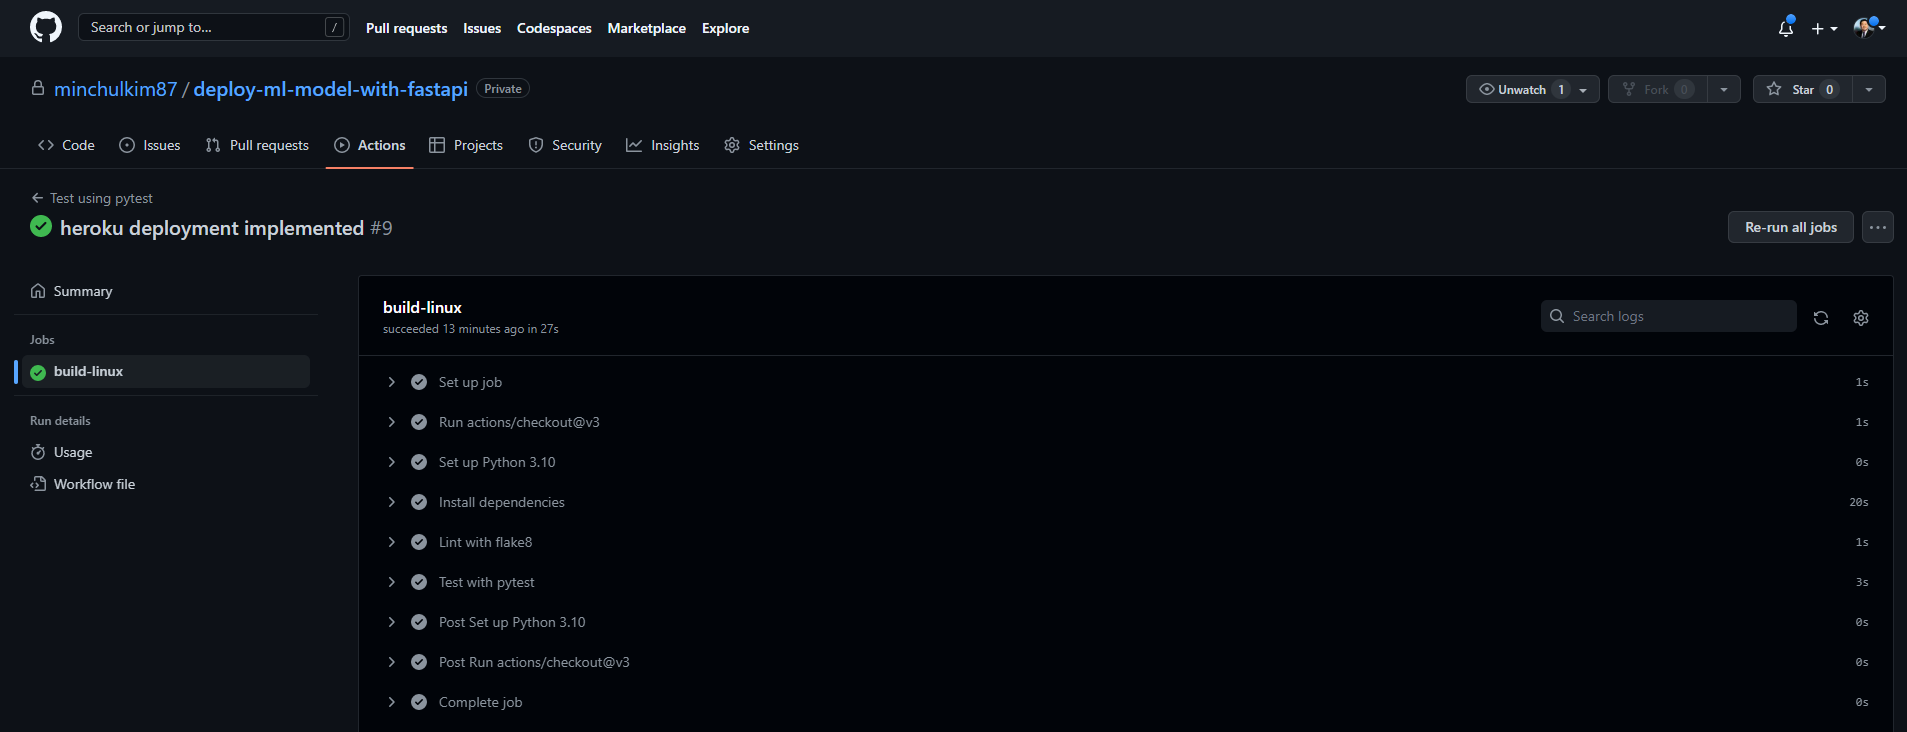 Search or jump to... /
Pull requests Issues Codespaces Marketplace Explore
minchulkim87 / deploy-ml-model-with-fastapi Private
Unwatch 1 Fork 0 Star 0
Code Issues Pull requests Actions Projects Security Insights Settings
Test using pytest
heroku deployment implemented #9
Re-run all jobs
Summary
Jobs
build-linux
Run details
Usage
Workflow file
build-linux
succeeded 13 minutes ago in 27s
Search logs
Set up job 1s
Run actions/checkout@v3 1s
Set up Python 3.10 0s
Install dependencies 20s
Lint with flake8 1s
Test with pytest 3s
Post Set up Python 3.10 0s
Post Run actions/checkout@v3 0s
Complete job 0s